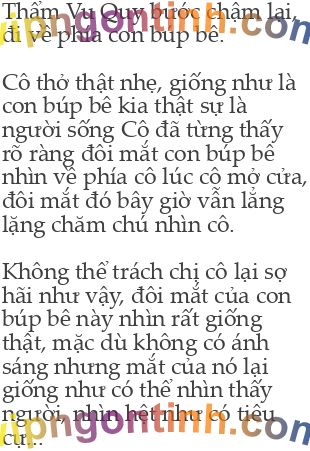 Thẩm Vu Quy bước chậm lại,
đi về phía con búp bê.
Cô thở thật nhẹ, giống như là
con búp bê kia thật sự là
người sống Cô đã từng thấy
rõ ràng đôi mắt con búp bê
nhìn về phía cô lúc cô mở cửa,
đôi mắt đó bây giờ vẫn lẳng
lặng chăm chú nhìn cô.
Không thể trách chị cô lại sợ
hãi như vậy, đôi mắt của con
búp bê này nhìn rất giống
thật, mặc dù không có ánh
sáng nhưng mắt của nó lại
giống như có thể nhìn thấy
người, nhìn hệt như có tiêu
cự...
vipngontinh.com
vipngontinh.com